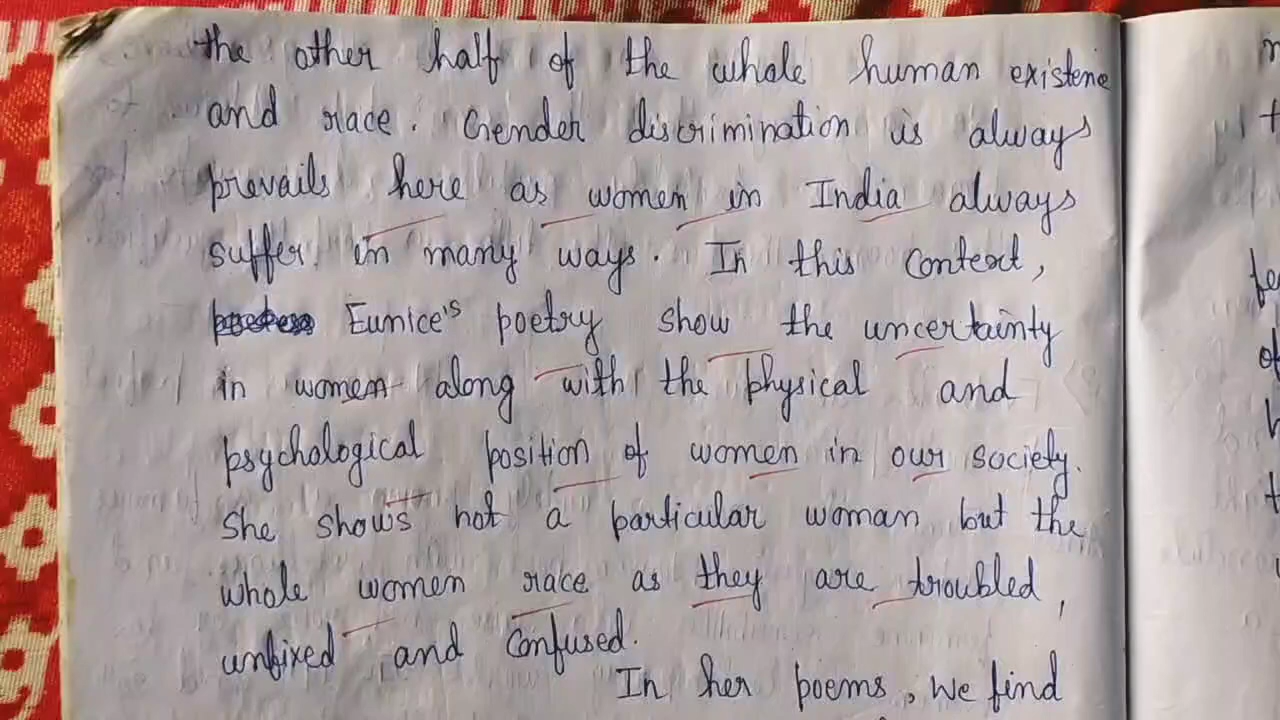 the other half of the whole human existenc
and race. Gender discrimination is always
prevails here as women in India always
suffer in many ways. In this context,
Eunice's poetry show the uncertainty
in women along with the physical and
psychological position of women in our society.
She shows not a particular woman but the
whole women race as they are troubled,
unfixed and confused.
In her poems, we find